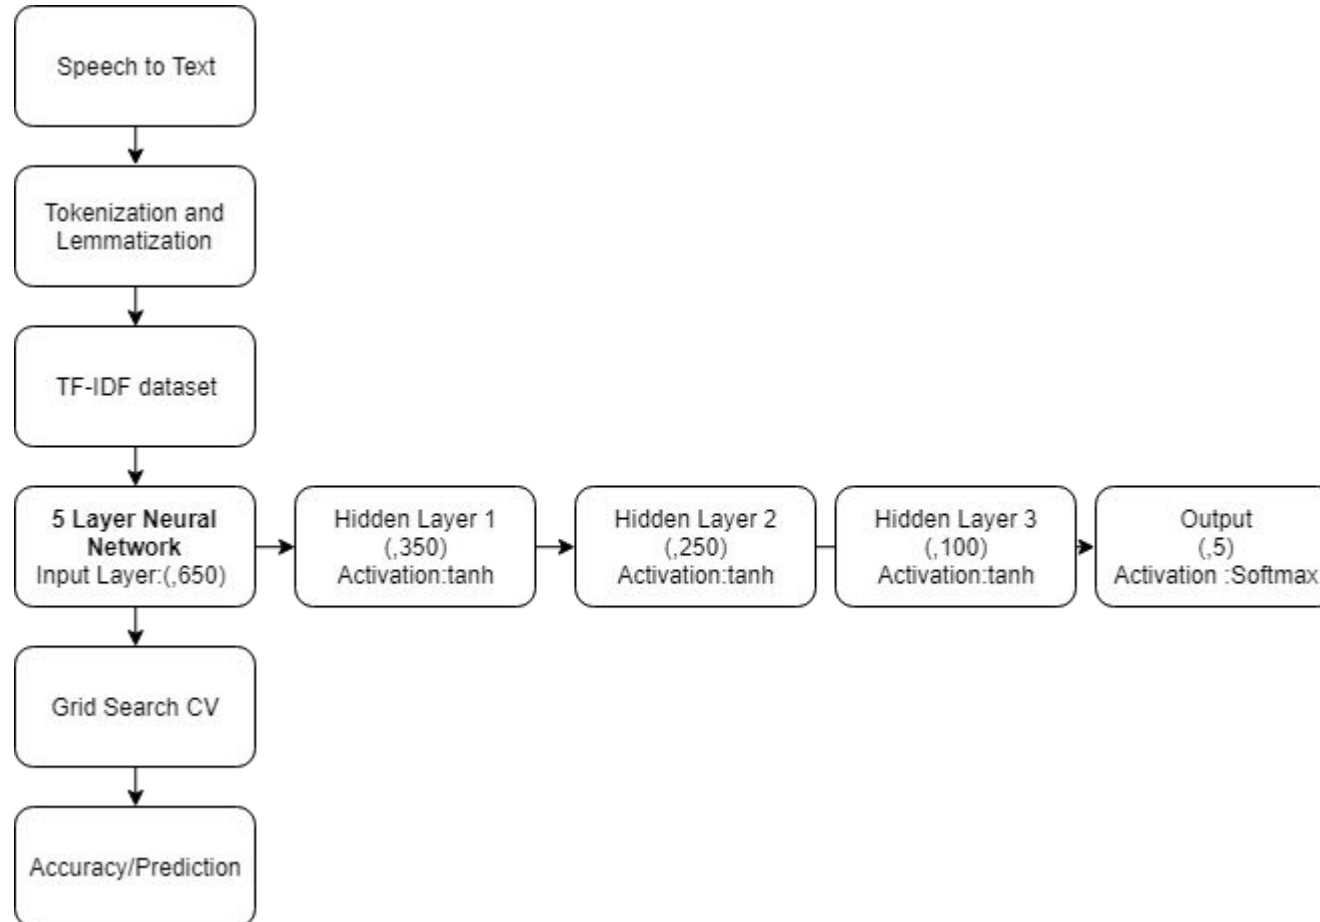 Speech to Text
Tokenization and
Lemmatization
TF-IDF dataset
5 Layer Neural
Network
Input Layer:(,650)
Hidden Layer 1
(,350)
Activation:tanh
Hidden Layer 2
(,250)
Activation:tanh
Hidden Layer 3
(,100)
Activation:tanh
Output
(,5)
Activation :Softmax
Grid Search CV
Accuracy/Prediction